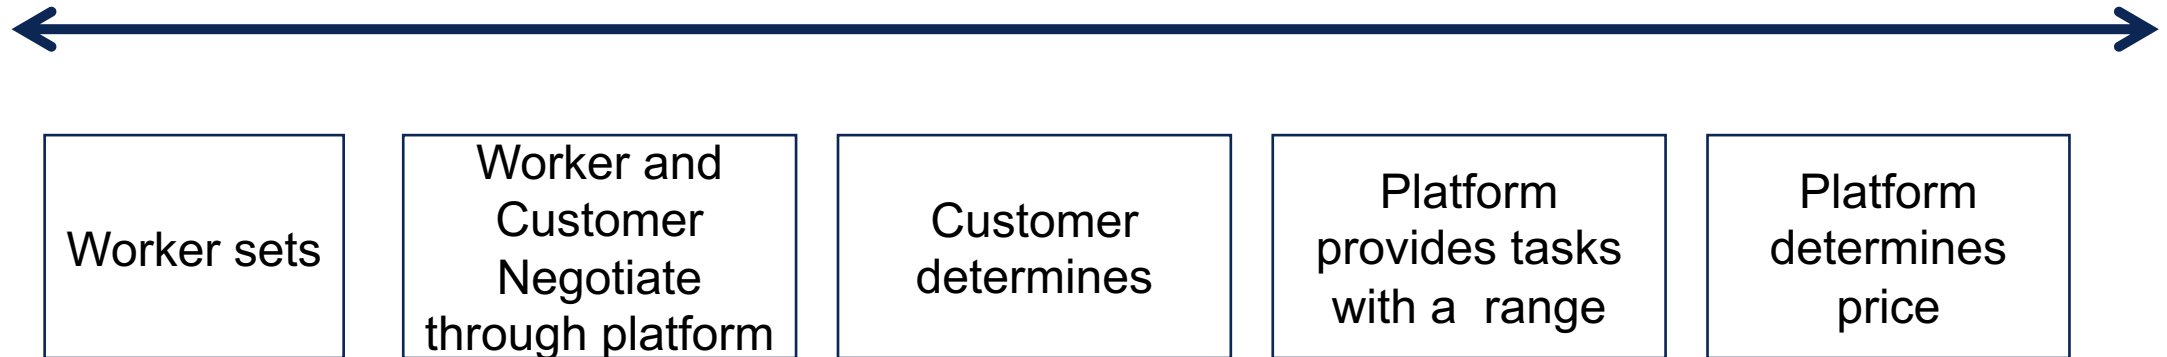 Worker sets
Worker and
Customer
Negotiate
through platform
Customer
determines
Platform
provides tasks
with a range
Platform
determines
price